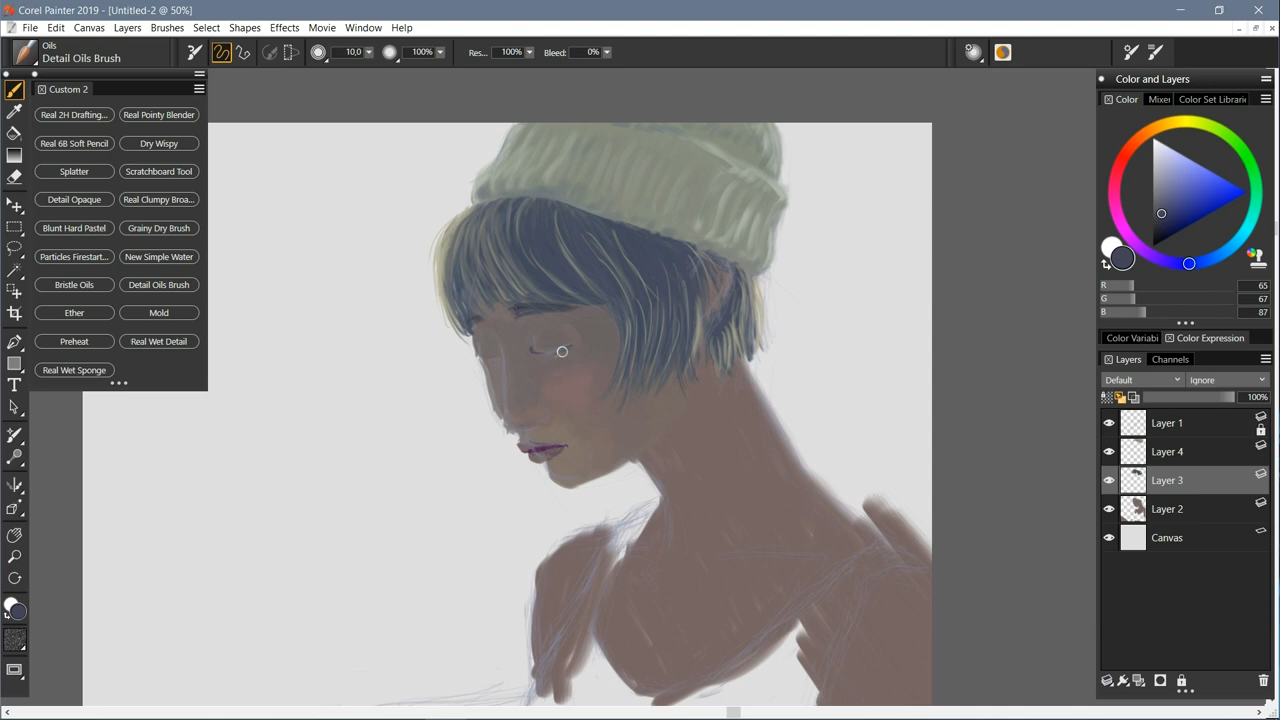 Corel Painter 2019 - [Untitled-2 @ 50%]
File Edit Canvas Layers Brushes Select Shapes Effects Movie Window Help
Oils
Detail Oils Brush
10,0 100% Res... 100% Bleed: 0%
Custom 2
Real 2H Drafting... Real Pointy Blender
Real 6B Soft Pencil Dry Wispy
Splatter Scratchboard Tool
Detail Opaque Real Clumpy Broa...
Blunt Hard Pastel Grainy Dry Brush
Particles Firestart... New Simple Water
Bristle Oils Detail Oils Brush
Ether Mold
Preheat Real Wet Detail
Real Wet Sponge
Color and Layers
Color Mixe Color Set Librari
R 65
G 67
B 87
Color Variabi Color Expression
Layers Channels
Default Ignore
100%
Layer 1
Layer 4
Layer 3
Layer 2
Canvas